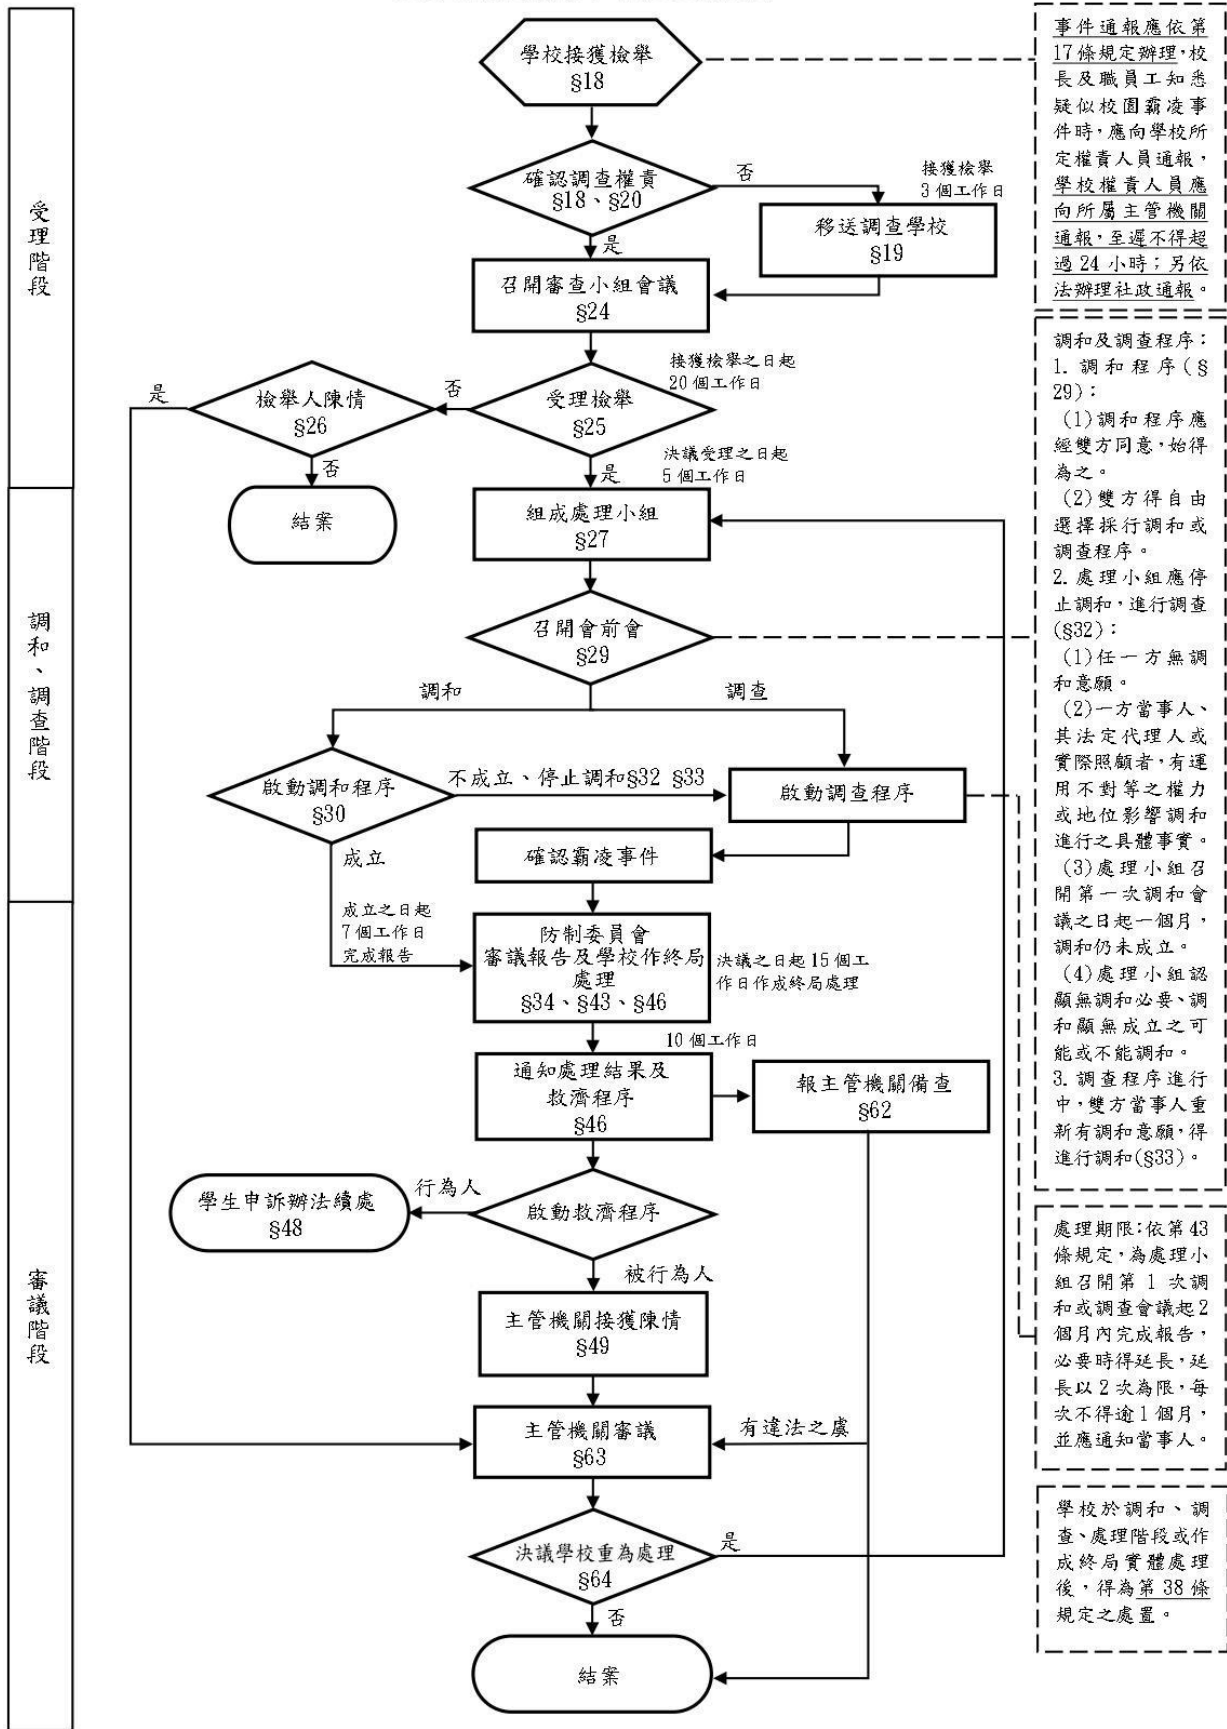 受理階段
學校接獲檢舉
§18
確認調查權責
§18、§20
否
接獲檢舉
3 個工作日
移送調查學校
§19
是
召開審查小組會議
§24
接獲檢舉之日起
20 個工作日
受理檢舉
§25
否
檢舉人陳情
§26
是
否
結案
決議受理之日起
5 個工作日
是
調和、調查階段
組成處理小組
§27
召開會前會
§29
調和
調查
啟動調和程序
§30
不成立、停止調和§32 §33
啟動調查程序
成立
確認霸凌事件
審議階段
成立之日起
7 個工作日
完成報告
防制委員會
審議報告及學校作終局
處理
§34、§43、§46
決議之日起 15 個工
作日作成終局處理
10 個工作日
通知處理結果及
救濟程序
§46
報主管機關備查
§62
啟動救濟程序
行為人
學生申訴辦法續處
§48
被行為人
主管機關接獲陳情
§49
主管機關審議
§63
有違法之虞
決議學校重為處理
§64
是
否
結案
事件通報應依第
17 條規定辦理，校
長及職員工知悉
疑似校園霸凌事
件時，應向學校所
定權責人員通報，
學校權責人員應
向所屬主管機關
通報，至遲不得超
過 24 小時；另依
法辦理社政通報。
調和及調查程序：
1. 調和程序(§
29)：
(1)調和程序應
經雙方同意，始得
為之。
(2)雙方得自由
選擇採行調和或
調查程序。
2. 處理小組應停
止調和，進行調查
(§32)：
(1)任一方無調
和意願。
(2)一方當事人、
其法定代理人或
實際照顧者，有運
用不對等之權力
或地位影響調和
進行之具體事實。
(3)處理小組召
開第一次調和會
議之日起一個月，
調和仍未成立。
(4)處理小組認
顯無調和必要、調
和顯無成立之可
能或不能調和。
3. 調查程序進行
中，雙方當事人重
新有調和意願，得
進行調和(§33)。
處理期限：依第 43
條規定，為處理小
組召開第 1 次調
和或調查會議起 2
個月內完成報告，
必要時得延長，延
長以 2 次為限，每
次不得逾 1 個月，
並應通知當事人。
學校於調和、調
查、處理階段或作
成終局實體處理
後，得為第 38 條
規定之處置。